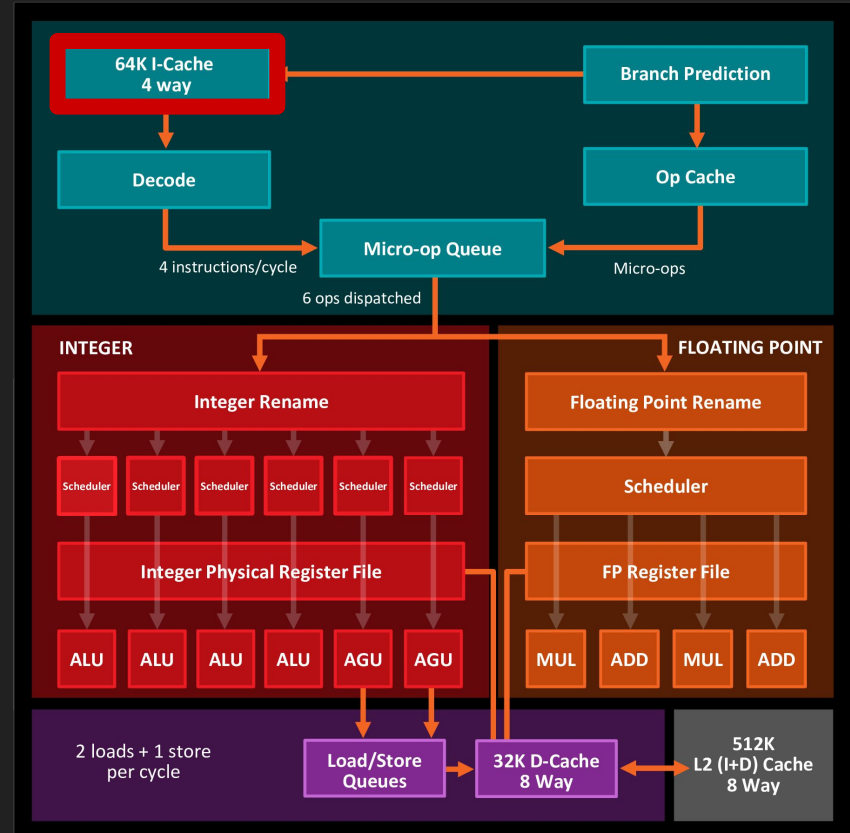 64K I-Cache
4 way
Branch Prediction
Decode
Op Cache
Micro-op Queue
4 instructions/cycle
Micro-ops
6 ops dispatched
INTEGER
FLOATING POINT
Integer Rename
Floating Point Rename
Scheduler
Scheduler
Scheduler
Scheduler
Scheduler
Scheduler
Scheduler
Integer Physical Register File
FP Register File
ALU
ALU
ALU
ALU
AGU
AGU
MUL
ADD
MUL
ADD
2 loads + 1 store
per cycle
Load/Store
Queues
32K D-Cache
8 Way
512K
L2 (I+D) Cache
8 Way